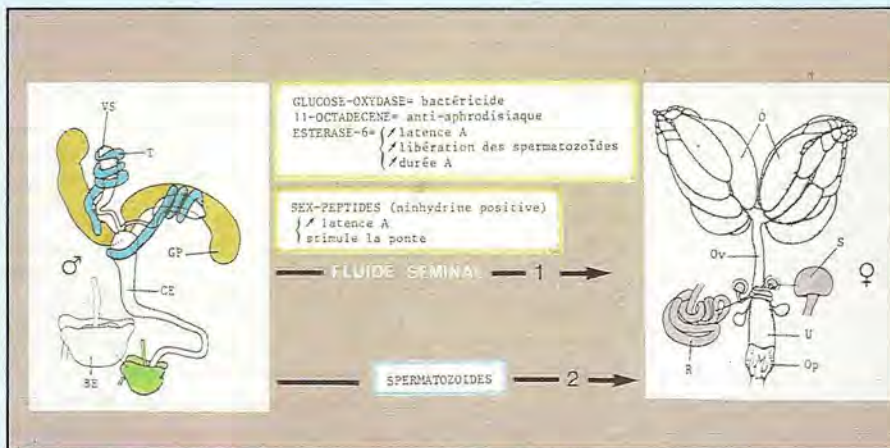 VS
T
GP
♂
CE
BE
GLUCOSE-OXYDASE= bactéricide
11-OCTADECENE= anti-aphrodisiaque
ESTERASE-6= { ↗ latence A
↗ libération des spermatozoïdes
↗ durée A
SEX-PEPTIDES (ninhydrine positive)
{ ↗ latence A
stimule la ponte
FLUIDE SEMINAL 1
SPERMATOZOIDES 2
O
Ov
S
♀
R
U
Op